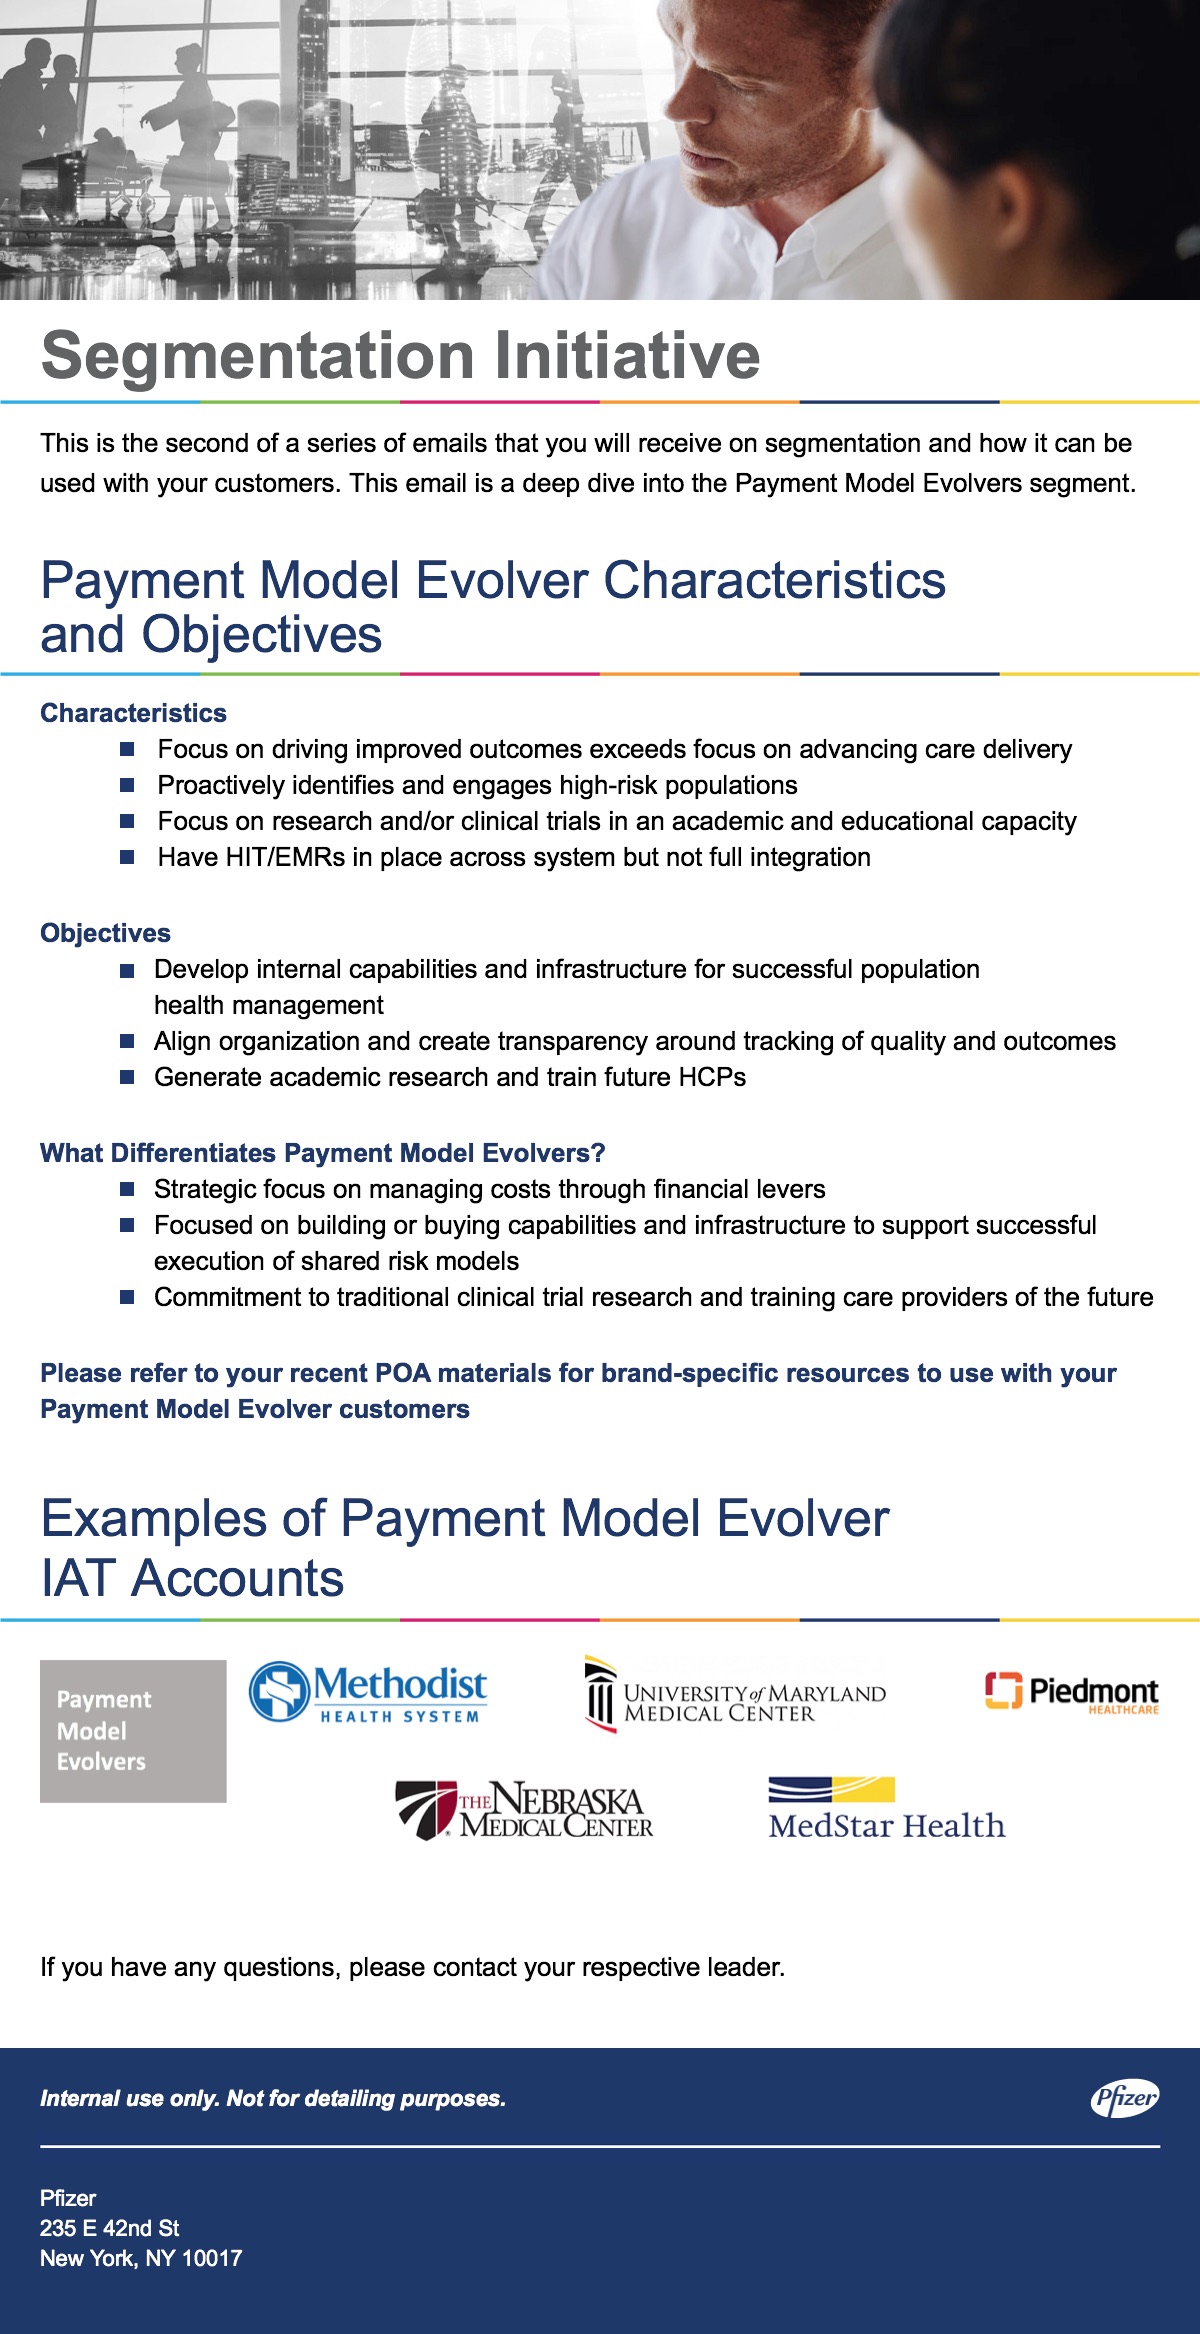 Segmentation Initiative
This is the second of a series of emails that you will receive on segmentation and how it can be
used with your customers. This email is a deep dive into the Payment Model Evolvers segment.
Payment Model Evolver Characteristics
and Objectives
Characteristics
Focus on driving improved outcomes exceeds focus on advancing care delivery
Proactively identifies and engages high-risk populations
Focus on research and/or clinical trials in an academic and educational capacity
Have HIT/EMRs in place across system but not full integration
Objectives
Develop internal capabilities and infrastructure for successful population
health management
Align organization and create transparency around tracking of quality and outcomes
Generate academic research and train future HCPs
What Differentiates Payment Model Evolvers?
Strategic focus on managing costs through financial levers
Focused on building or buying capabilities and infrastructure to support successful
execution of shared risk models
Commitment to traditional clinical trial research and training care providers of the future
Please refer to your recent POA materials for brand-specific resources to use with your
Payment Model Evolver customers
Examples of Payment Model Evolver
IAT Accounts
Payment
Model
Evolvers
Methodist
HEALTH SYSTEM
UNIVERSITY of MARYLAND
MEDICAL CENTER
Piedmont
HEALTHCARE
THE NEBRASKA
MEDICAL CENTER
MedStar Health
If you have any questions, please contact your respective leader.
Internal use only. Not for detailing purposes.
Pfizer
Pfizer
235 E 42nd St
New York, NY 10017